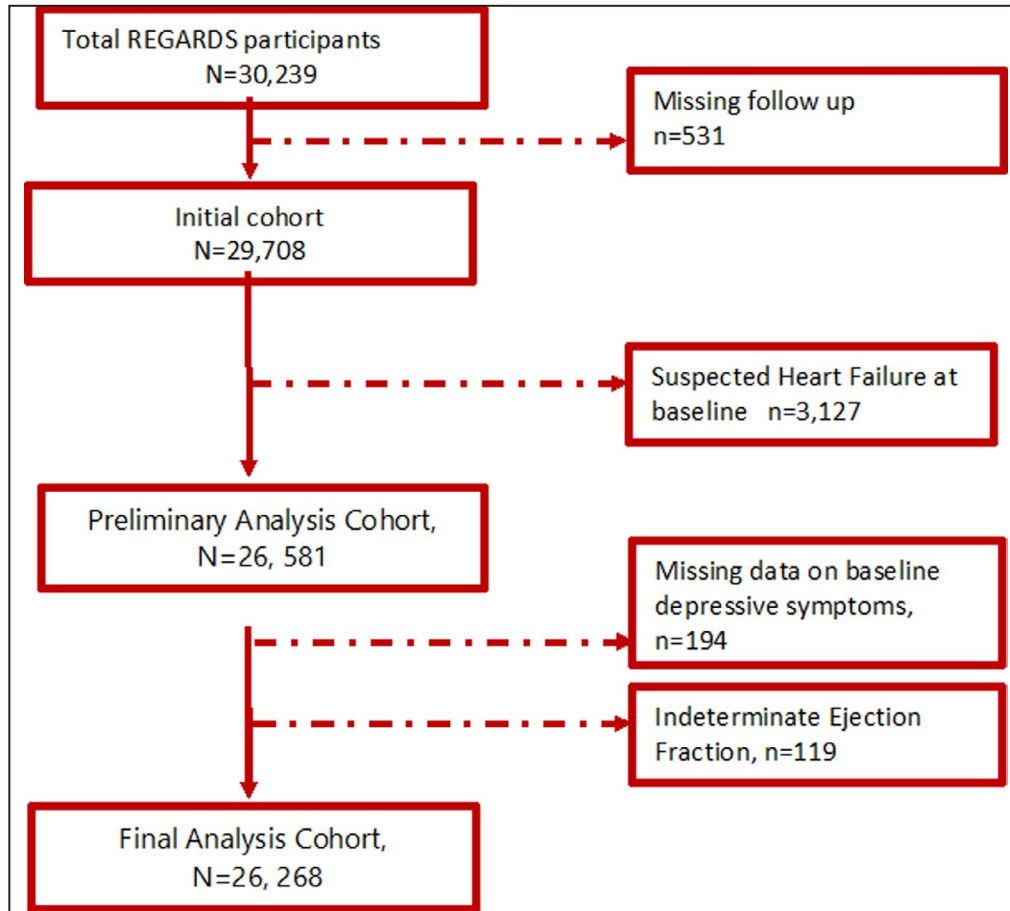 Total REGARDS participants
N=30,239
Missing follow up
n=531
Initial cohort
N=29,708
Suspected Heart Failure at
baseline   n=3,127
Preliminary Analysis Cohort,
N=26, 581
Missing data on baseline
depressive symptoms,
n=194
Indeterminate Ejection
Fraction, n=119
Final Analysis Cohort,
N=26, 268